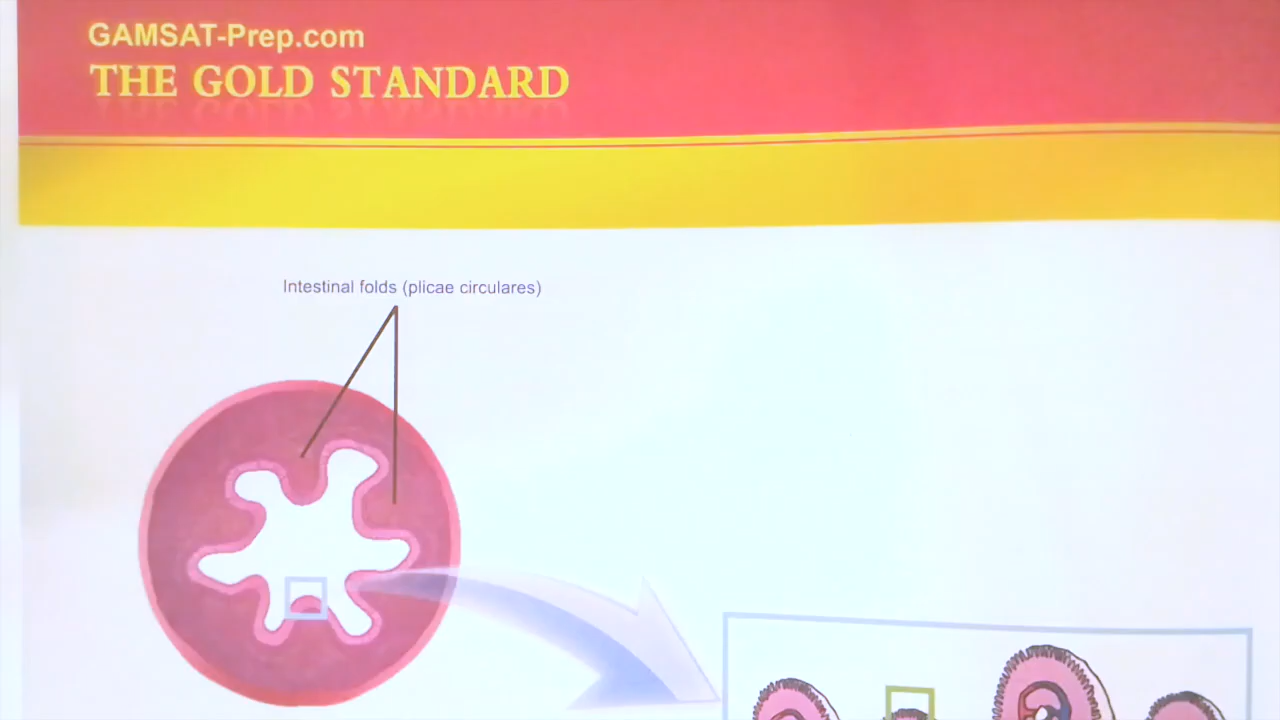 GAMSAT-Prep.com
THE GOLD STANDARD
Intestinal folds (plicae circulares)